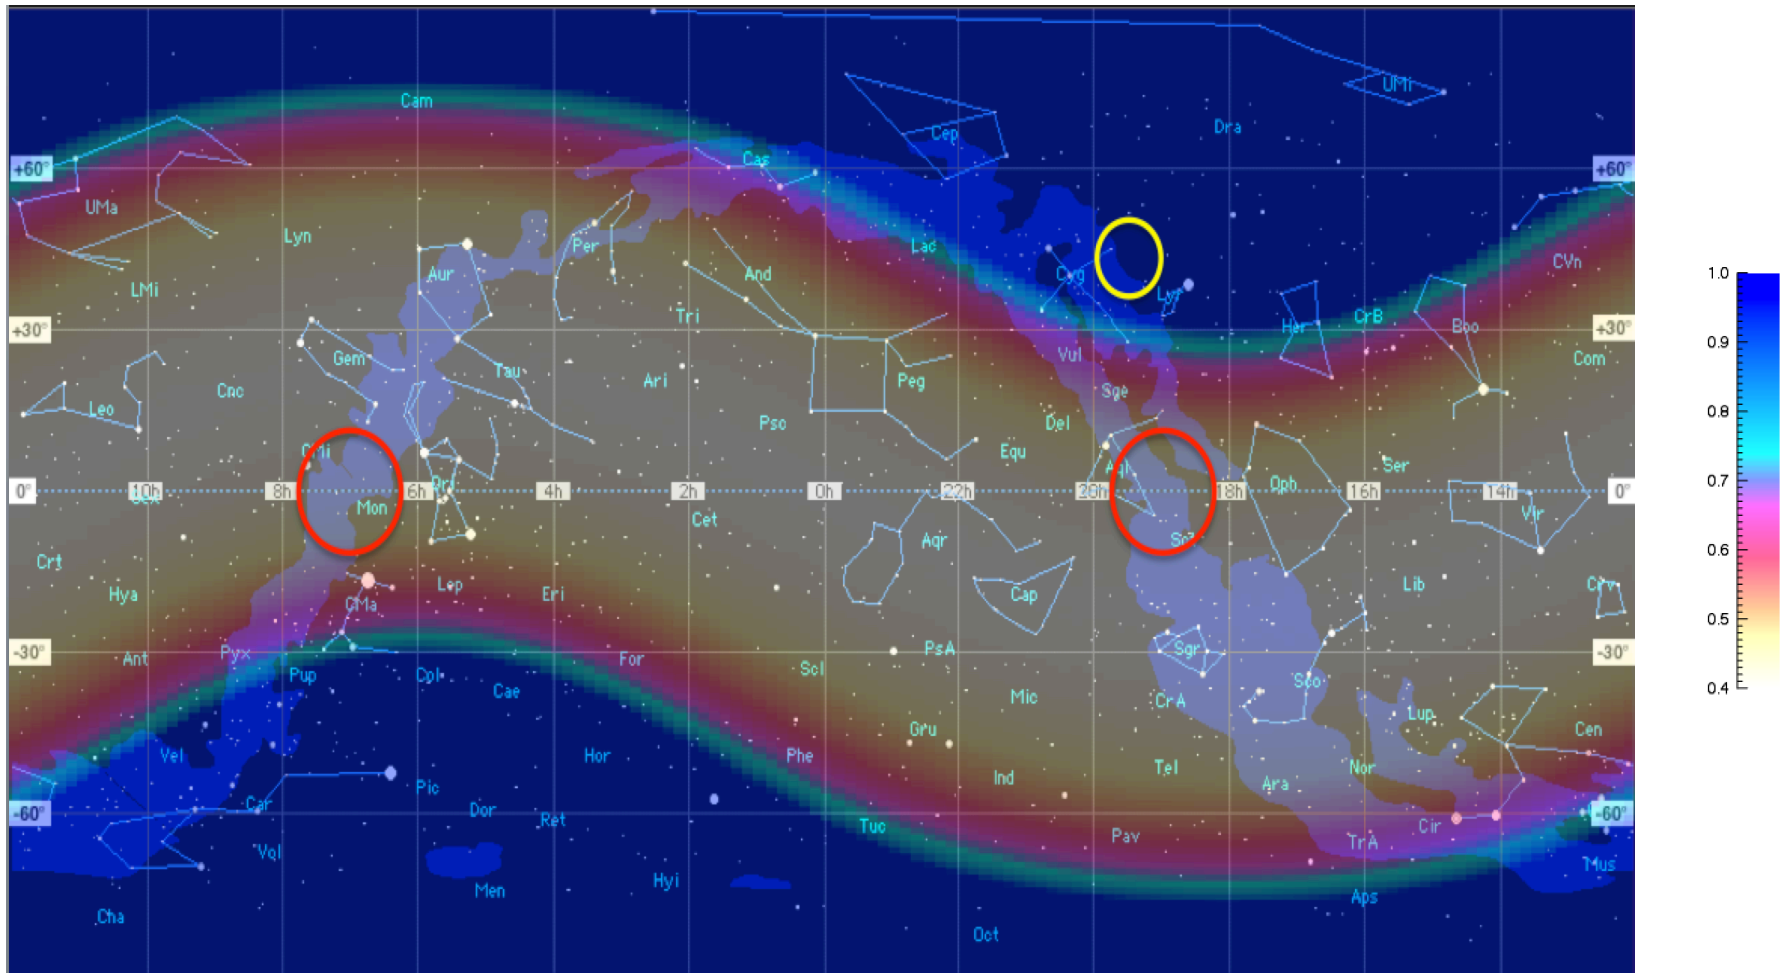 UMi
Cam
Dra
Cep
Cas
+60°
+60°
UMa
Lyn
Per
Lac
CVn
Aur
And
Cyg
LMi
Lyr
Tri
CrB
Her
Boo
+30°
+30°
Gem
Vul
Com
Tau
Ari
Peg
Cnc
Sge
Leo
Psc
Del
CMi
Equ
Aql
Ser
Ori
Oph
0°
10h
8h
6h
4h
2h
0h
22h
20h
18h
16h
14h
0°
Sex
Mon
Cet
Vir
Aqr
Sct
Crt
Hya
Lep
Eri
Cap
Lib
Crv
CMa
-30°
Ant
Pyx
For
Scl
PsA
Sgr
-30°
Pup
Col
Cae
Mic
CrA
Sco
Gru
Lup
Cen
Vel
Hor
Phe
Ind
Tel
Nor
Pic
Ara
Car
Dor
Ret
-60°
Tuc
Pav
Cir
-60°
Vol
TrA
Mus
Men
Hyi
Aps
Cha
Oct
1.0
0.9
0.8
0.7
0.6
0.5
0.4